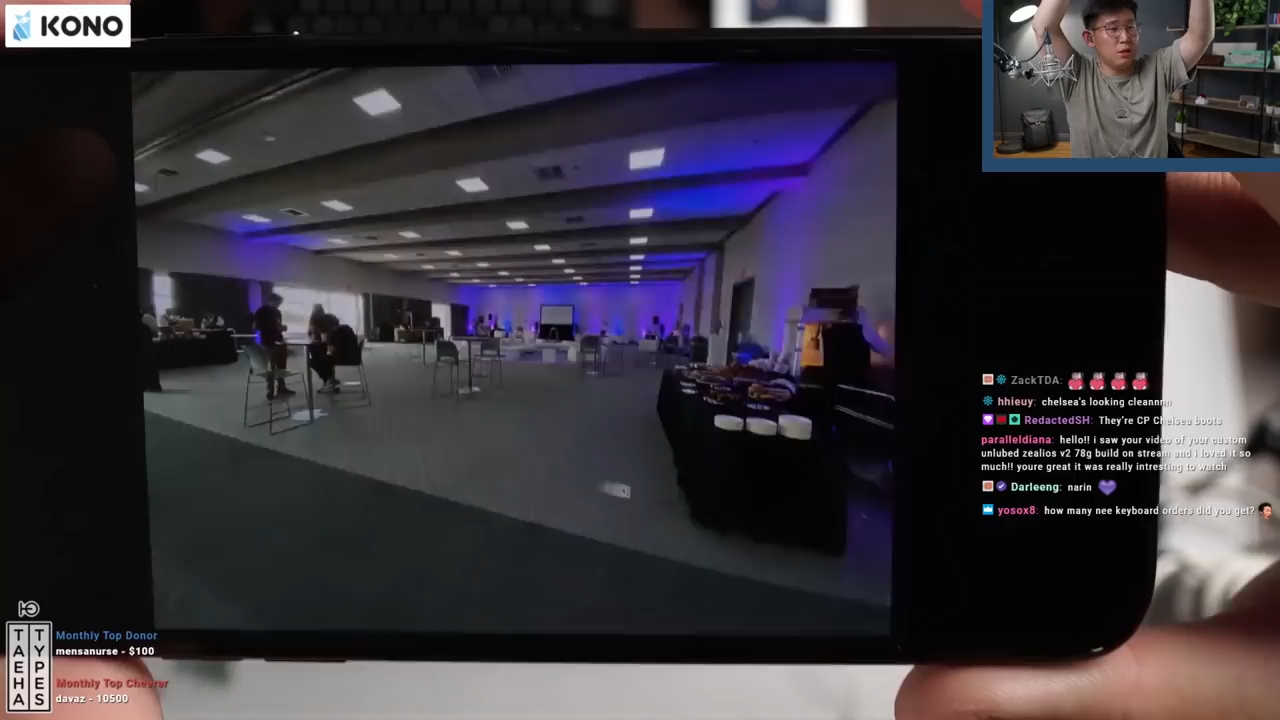 KONO
ZackTDA:
hhieuy: chelsea's looking cleannnn
RedactedSH: They're CP Chelsea boots
paralleldiana: hello!! i saw your video of your custom
unlubed zealios v2 78g build on stream and i loved it so
much!! youre great it was really intresting to watch
Darleeng: narin
yosox8: how many nee keyboard orders did you get?
TAEHA
TYPES
Monthly Top Donor
mensanurse - $100
Monthly Top Cheerer
davaz - 10500